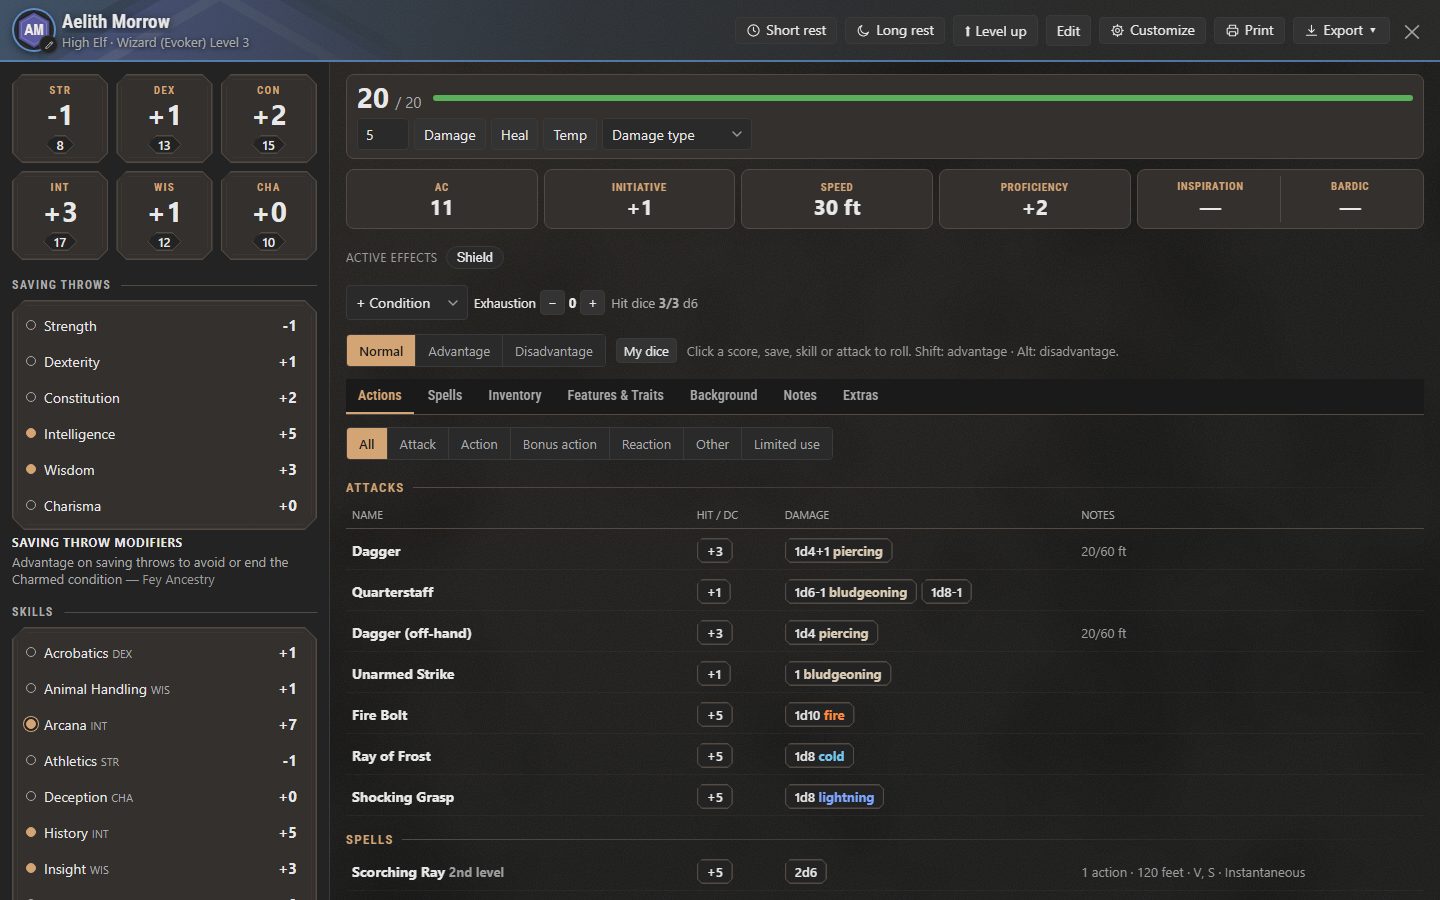 AM
Aelith Morrow
High Elf · Wizard (Evoker) Level 3
Short rest
Long rest
Level up
Edit
Customize
Print
Export
STR
-1
8
DEX
+1
13
CON
+2
15
INT
+3
17
WIS
+1
12
CHA
+0
10
SAVING THROWS
Strength -1
Dexterity +1
Constitution +2
Intelligence +5
Wisdom +3
Charisma +0
SAVING THROW MODIFIERS
Advantage on saving throws to avoid or end the
Charmed condition — Fey Ancestry
SKILLS
Acrobatics DEX +1
Animal Handling WIS +1
Arcana INT +7
Athletics STR -1
Deception CHA +0
History INT +5
Insight WIS +3
20 / 20
5 Damage Heal Temp Damage type
AC
11
INITIATIVE
+1
SPEED
30 ft
PROFICIENCY
+2
INSPIRATION
—
BARDIC
—
ACTIVE EFFECTS Shield
+ Condition Exhaustion − 0 + Hit dice 3/3 d6
Normal Advantage Disadvantage My dice Click a score, save, skill or attack to roll. Shift: advantage · Alt: disadvantage.
Actions Spells Inventory Features & Traits Background Notes Extras
All Attack Action Bonus action Reaction Other Limited use
ATTACKS
NAME HIT / DC DAMAGE NOTES
Dagger +3 1d4+1 piercing 20/60 ft
Quarterstaff +1 1d6-1 bludgeoning 1d8-1
Dagger (off-hand) +3 1d4 piercing 20/60 ft
Unarmed Strike +1 1 bludgeoning
Fire Bolt +5 1d10 fire
Ray of Frost +5 1d8 cold
Shocking Grasp +5 1d8 lightning
SPELLS
Scorching Ray 2nd level +5 2d6 1 action · 120 feet · V, S · Instantaneous